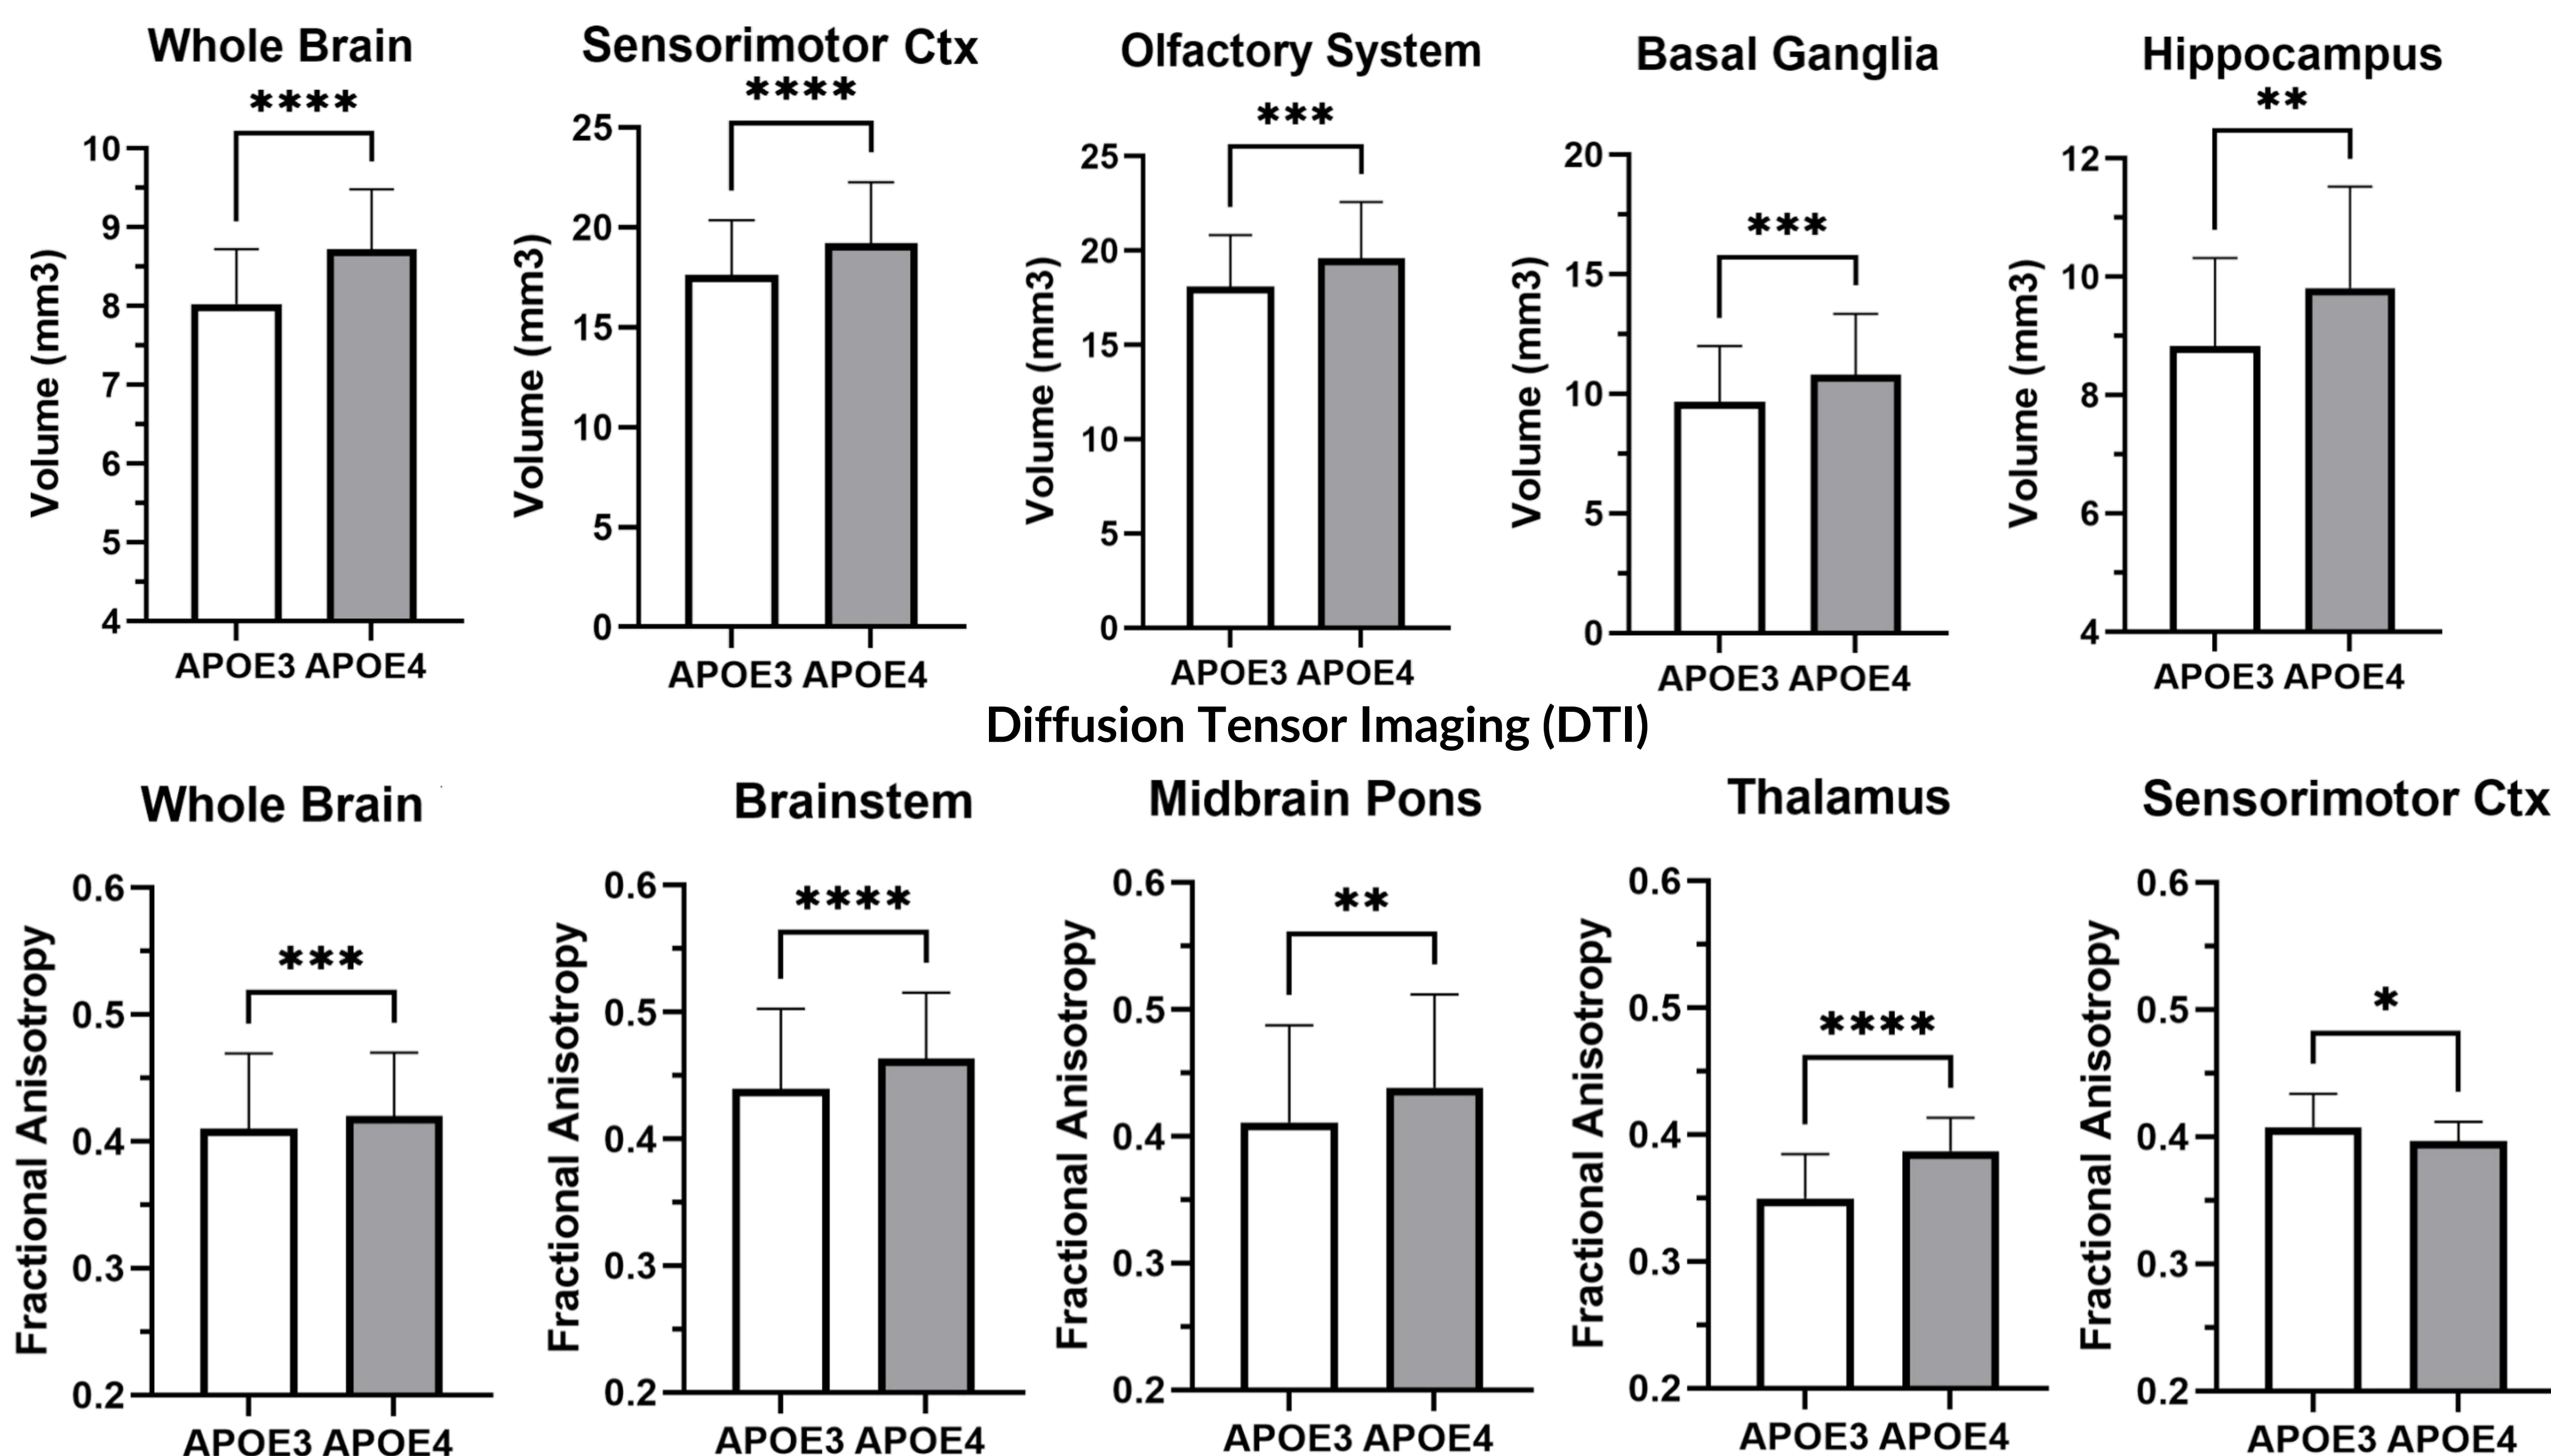 Whole Brain
****
Volume (mm3)
10
9
8
7
6
5
4
APOE3 APOE4
Sensorimotor Ctx
****
Volume (mm3)
25
20
15
10
5
0
APOE3 APOE4
Olfactory System
***
Volume (mm3)
25
20
15
10
5
0
APOE3 APOE4
Basal Ganglia
***
Volume (mm3)
20
15
10
5
0
APOE3 APOE4
Hippocampus
**
Volume (mm3)
12
10
8
6
4
APOE3 APOE4
Diffusion Tensor Imaging (DTI)
Whole Brain
***
Fractional Anisotropy
0.6
0.5
0.4
0.3
0.2
APOE3 APOE4
Brainstem
****
Fractional Anisotropy
0.6
0.5
0.4
0.3
0.2
APOE3 APOE4
Midbrain Pons
**
Fractional Anisotropy
0.6
0.5
0.4
0.3
0.2
APOE3 APOE4
Thalamus
****
Fractional Anisotropy
0.6
0.5
0.4
0.3
0.2
APOE3 APOE4
Sensorimotor Ctx
*
Fractional Anisotropy
0.6
0.5
0.4
0.3
0.2
APOE3 APOE4